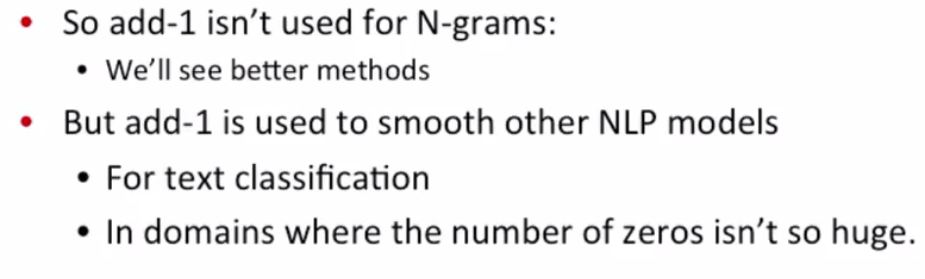 • So add-1 isn't used for N-grams:
• We'll see better methods
• But add-1 is used to smooth other NLP models
• For text classification
• In domains where the number of zeros isn't so huge.